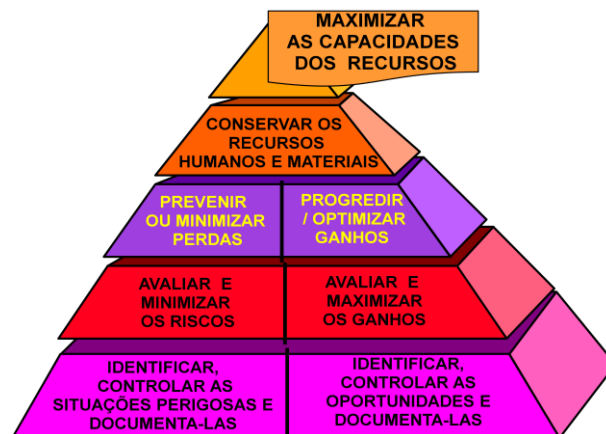 MAXIMIZAR
AS CAPACIDADES
DOS RECURSOS
CONSERVAR OS
RECURSOS
HUMANOS E MATERIAIS
PREVENIR
OU MINIMIZAR
PERDAS
PROGREDIR
/ OPTIMIZAR
GANHOS
AVALIAR E
MINIMIZAR
OS RISCOS
AVALIAR E
MAXIMIZAR
OS GANHOS
IDENTIFICAR,
CONTROLAR AS
SITUAÇÕES PERIGOSAS E
DOCUMENTA-LAS
IDENTIFICAR,
CONTROLAR AS
OPORTUNIDADES E
DOCUMENTA-LAS